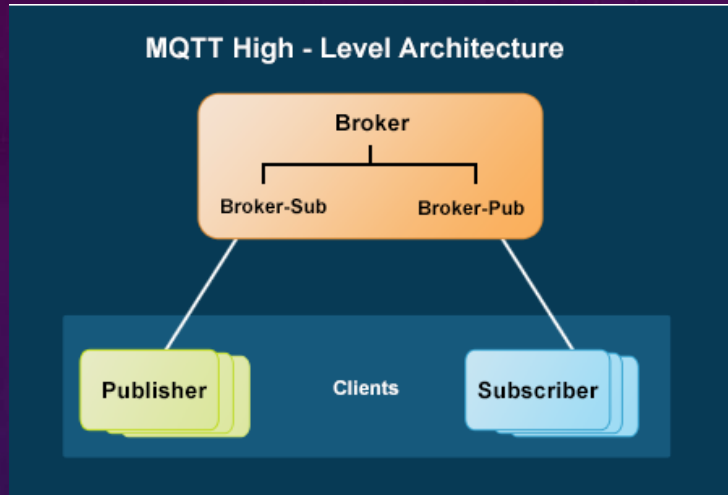 MQTT High - Level Architecture
Broker
Broker-Sub
Broker-Pub
Publisher
Clients
Subscriber